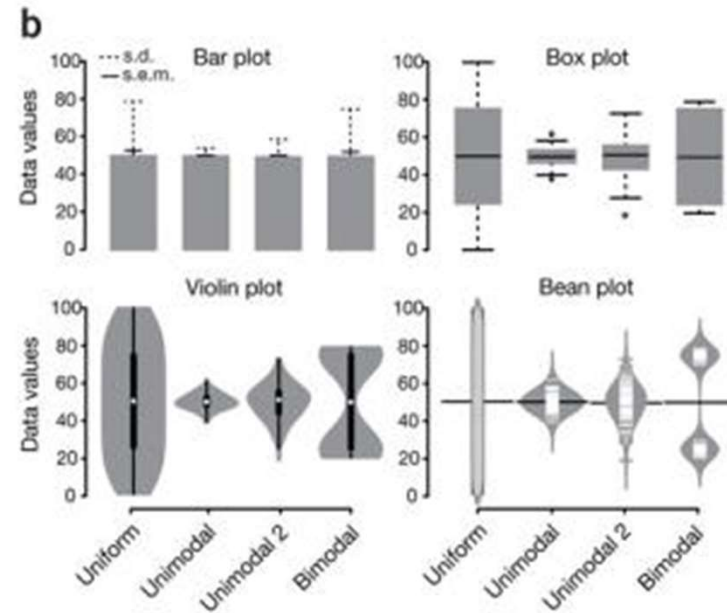 b
Bar plot
s.d.
s.e.m.
Data values
100
80
60
40
20
0
Box plot
100
80
60
40
20
0
Violin plot
Data values
100
80
60
40
20
0
Uniform
Unimodal
Unimodal 2
Bimodal
Bean plot
100
80
60
40
20
0
Uniform
Unimodal
Unimodal 2
Bimodal